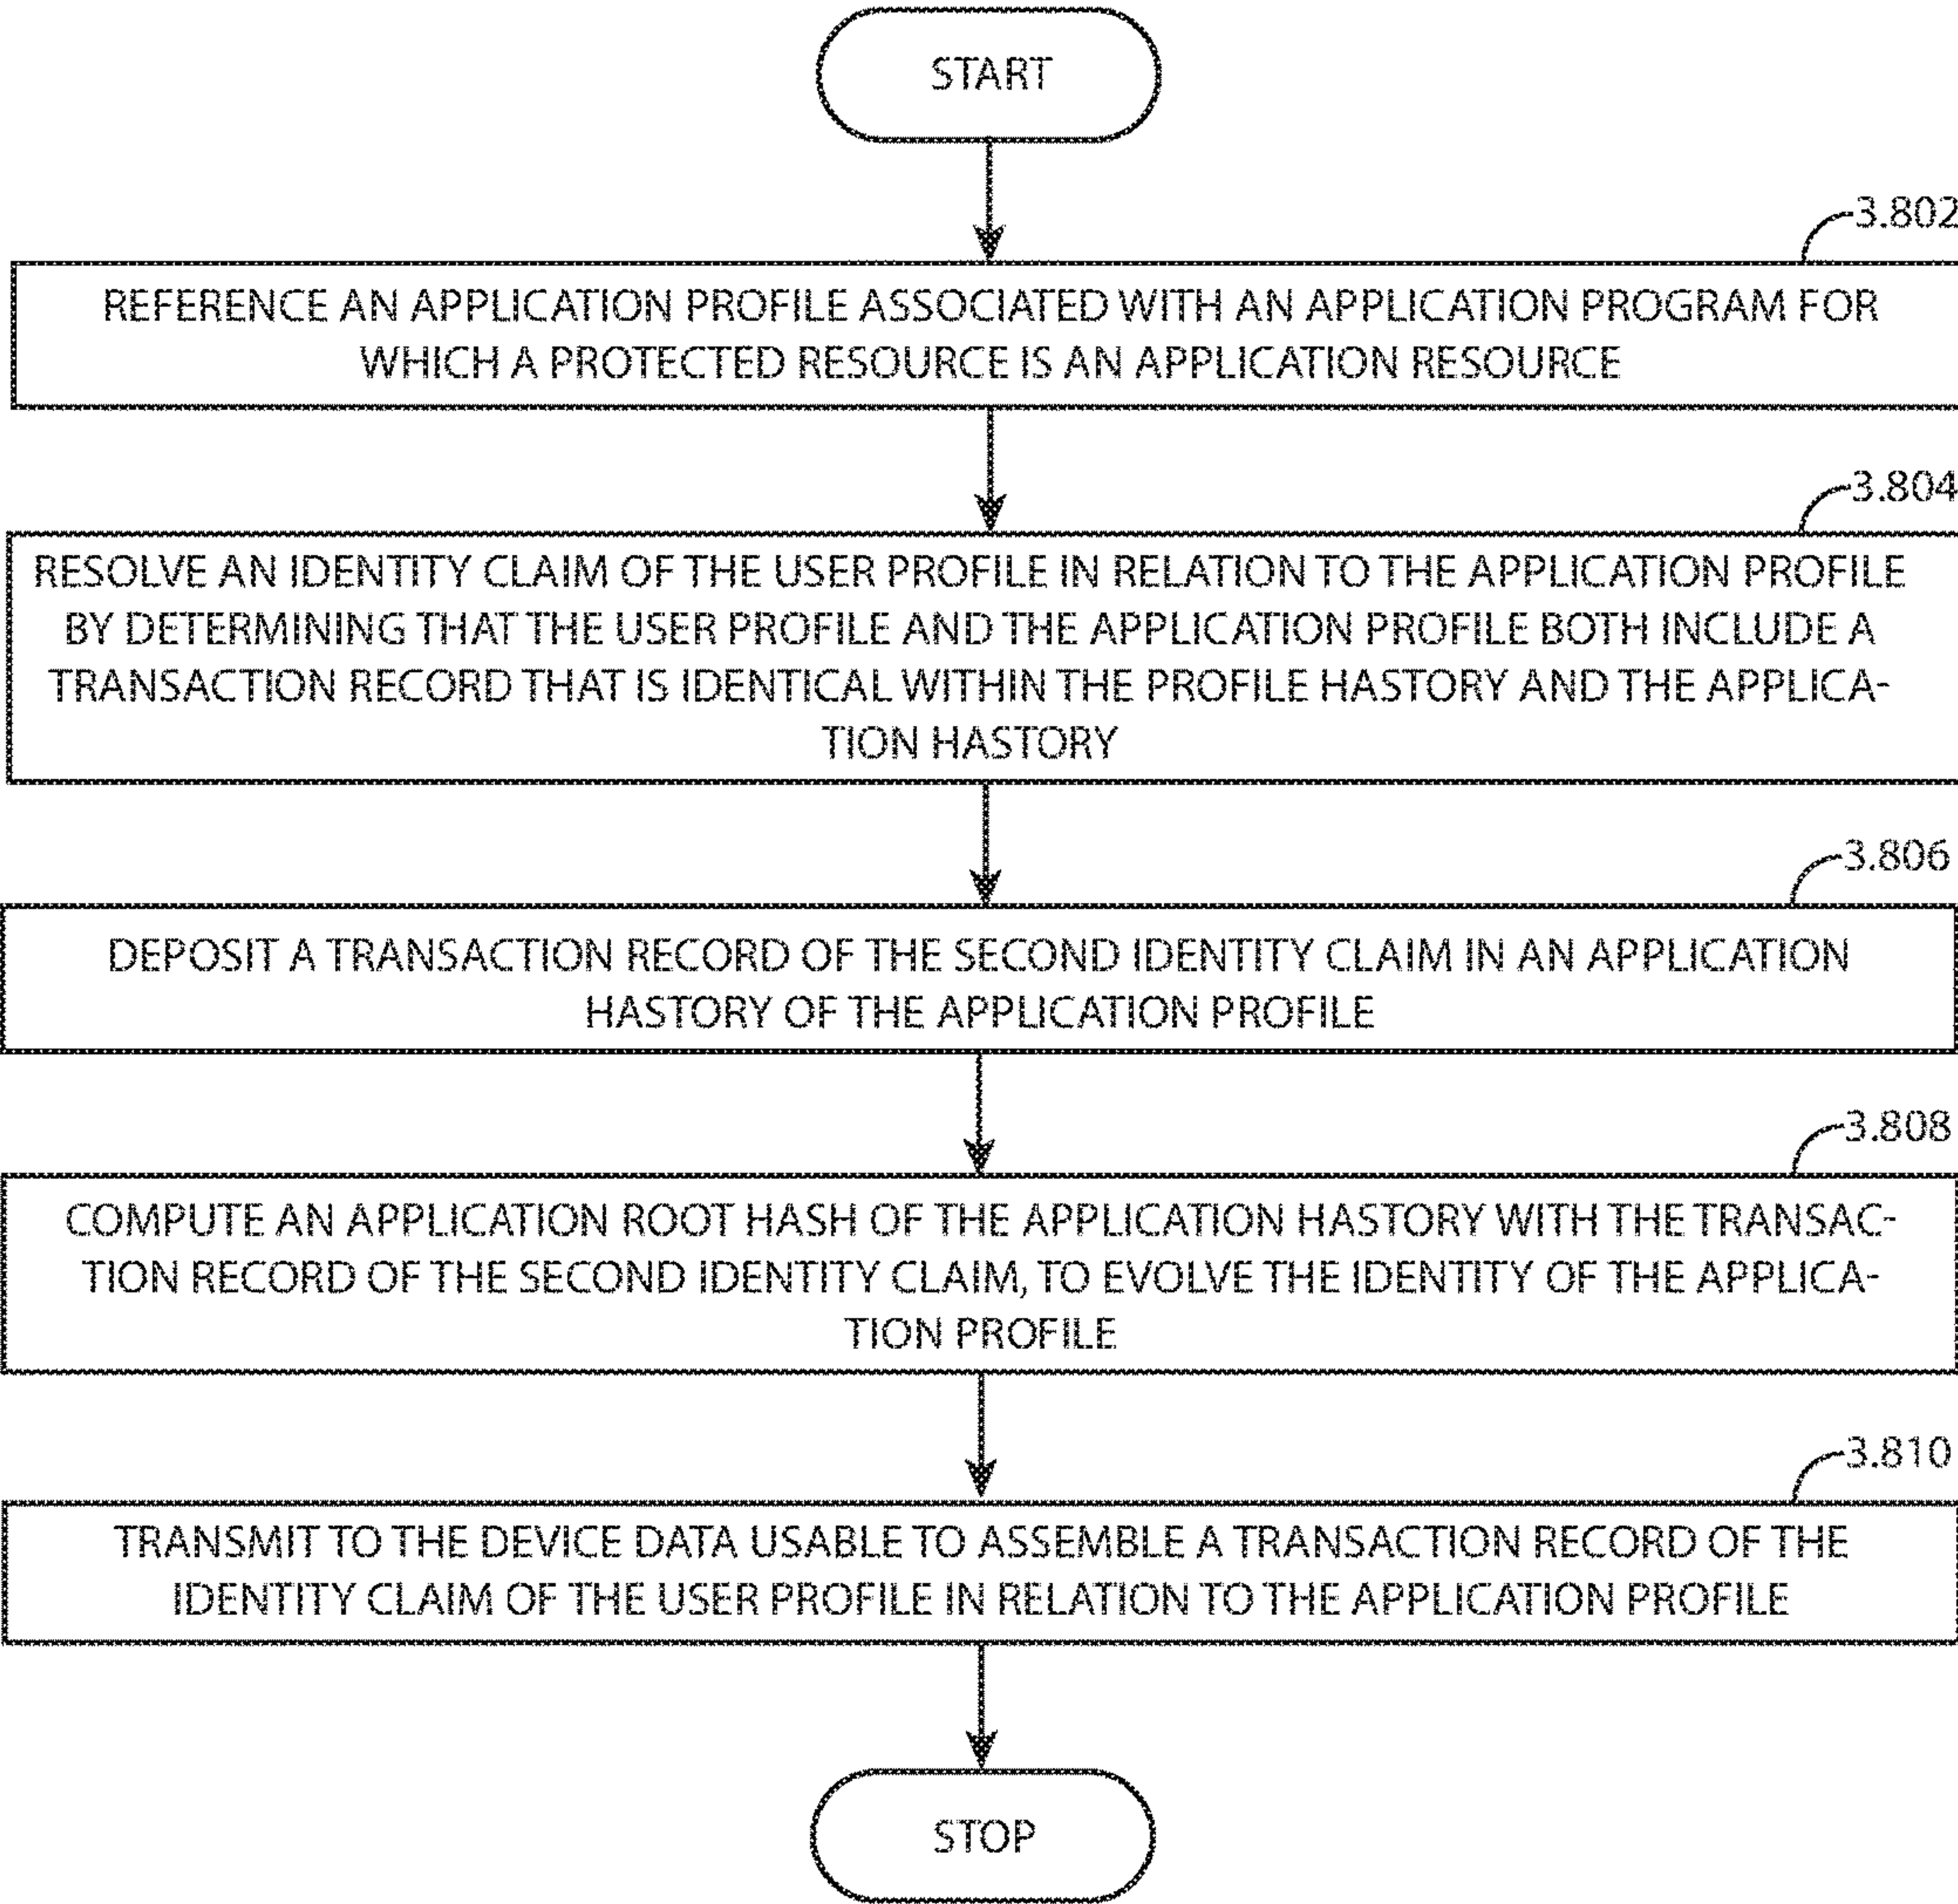 START
3.802
REFERENCE AN APPLICATION PROFILE ASSOCIATED WITH AN APPLICATION PROGRAM FOR
WHICH A PROTECTED RESOURCE IS AN APPLICATION RESOURCE
3.804
RESOLVE AN IDENTITY CLAIM OF THE USER PROFILE IN RELATION TO THE APPLICATION PROFILE
BY DETERMINING THAT THE USER PROFILE AND THE APPLICATION PROFILE BOTH INCLUDE A
TRANSACTION RECORD THAT IS IDENTICAL WITHIN THE PROFILE HASTORY AND THE APPLICA-
TION HASTORY
3.806
DEPOSIT A TRANSACTION RECORD OF THE SECOND IDENTITY CLAIM IN AN APPLICATION
HASTORY OF THE APPLICATION PROFILE
3.808
COMPUTE AN APPLICATION ROOT HASH OF THE APPLICATION HASTORY WITH THE TRANSAC-
TION RECORD OF THE SECOND IDENTITY CLAIM, TO EVOLVE THE IDENTITY OF THE APPLICA-
TION PROFILE
3.810
TRANSMIT TO THE DEVICE DATA USABLE TO ASSEMBLE A TRANSACTION RECORD OF THE
IDENTITY CLAIM OF THE USER PROFILE IN RELATION TO THE APPLICATION PROFILE
STOP